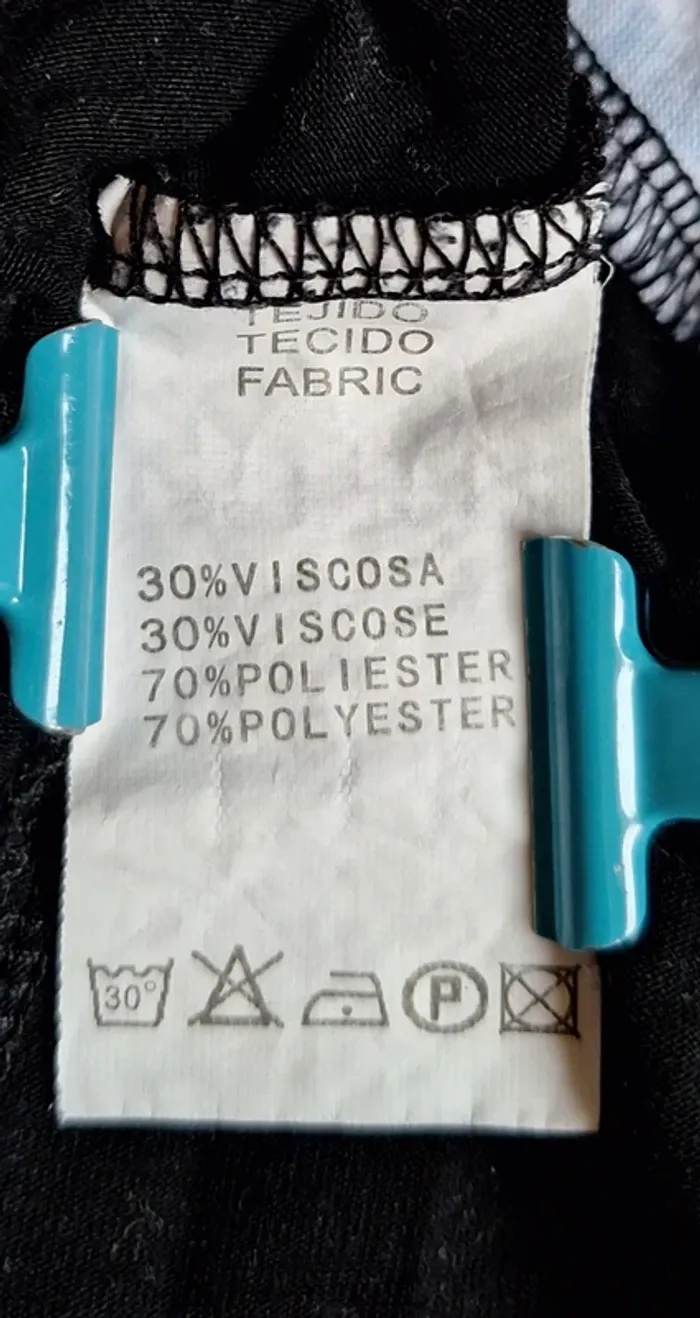 TEJIDO
TECIDO
FABRIC
30%VISCOSA
30%VISCOSE
70%POLIESTER
70%POLYESTER
30° P